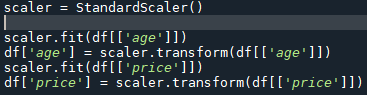 scaler = StandardScaler()
scaler.fit(df[['age']])
df['age'] = scaler.transform(df[['age']])
scaler.fit(df[['price']])
df['price'] = scaler.transform(df[['price']])